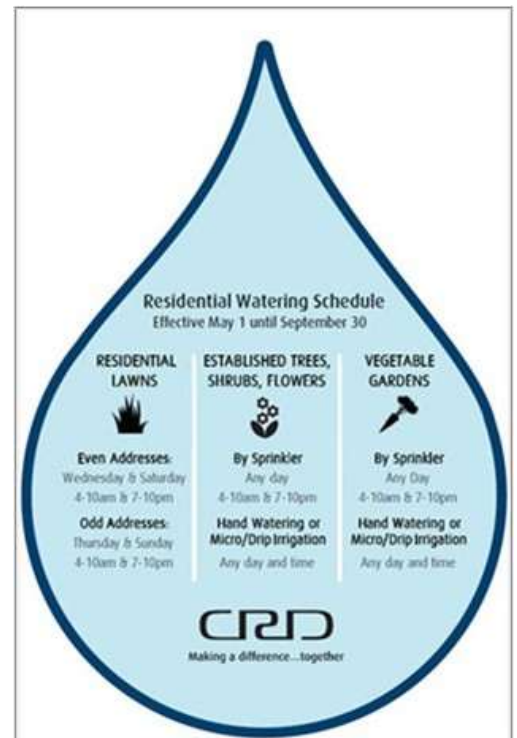 Residential Watering Schedule
Effective May 1 until September 30
RESIDENTIAL
LAWNS
Even Addresses:
Wednesday & Saturday
4-10am & 7-10pm
Odd Addresses:
Thursday & Sunday
4-10am & 7-10pm
ESTABLISHED TREES,
SHRUBS, FLOWERS
By Sprinkler
Any day
4-10am & 7-10pm
Hand Watering or
Micro/Drip Irrigation
Any day and time
VEGETABLE
GARDENS
By Sprinkler
Any Day
4-10am & 7-10pm
Hand Watering or
Micro/Drip Irrigation
Any day and time
CRD
Making a difference...together